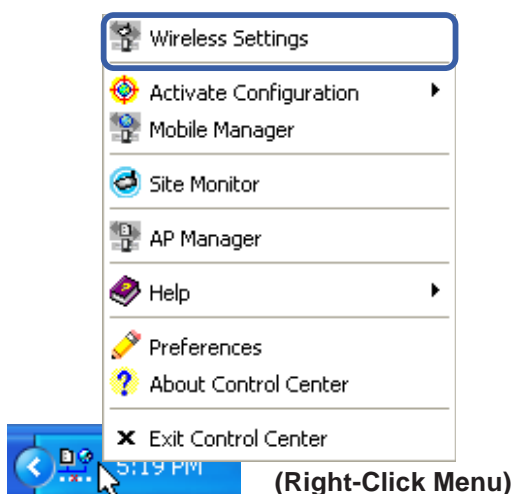 Wireless Settings
Activate Configuration
Mobile Manager
Site Monitor
AP Manager
Help
Preferences
About Control Center
Exit Control Center
5:19 PM
(Right-Click Menu)